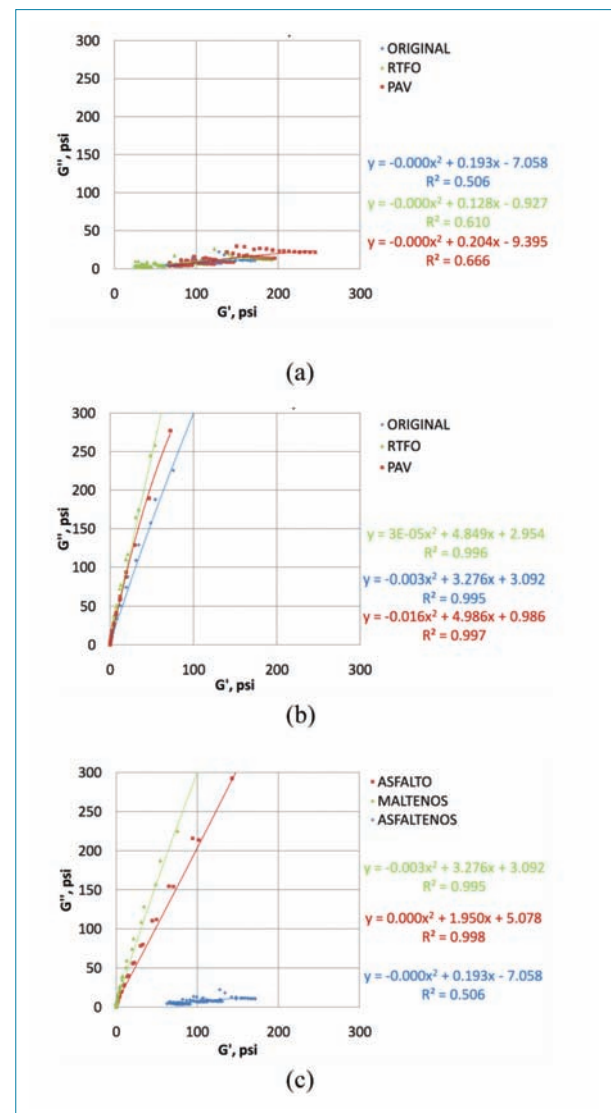 300
250
200
150
100
50
0
G'', psi
0 100 200 300
G', psi
ORIGINAL
RTFO
PAV
y = -0.000x² + 0.193x - 7.058
R² = 0.506
y = -0.000x² + 0.128x - 0.927
R² = 0.610
y = -0.000x² + 0.204x - 9.395
R² = 0.666
(a)
300
250
200
150
100
50
0
G'', psi
0 100 200 300
G', psi
ORIGINAL
RTFO
PAV
y = 3E-05x² + 4.849x + 2.954
R² = 0.996
y = -0.003x² + 3.276x + 3.092
R² = 0.995
y = -0.016x² + 4.986x + 0.986
R² = 0.997
(b)
300
250
200
150
100
50
0
G'', psi
0 100 200 300
G', psi
ASFALTO
MALTENOS
ASFALTENOS
y = -0.003x² + 3.276x + 3.092
R² = 0.995
y = 0.000x² + 1.950x + 5.078
R² = 0.998
y = -0.000x² + 0.193x - 7.058
R² = 0.506
(c)